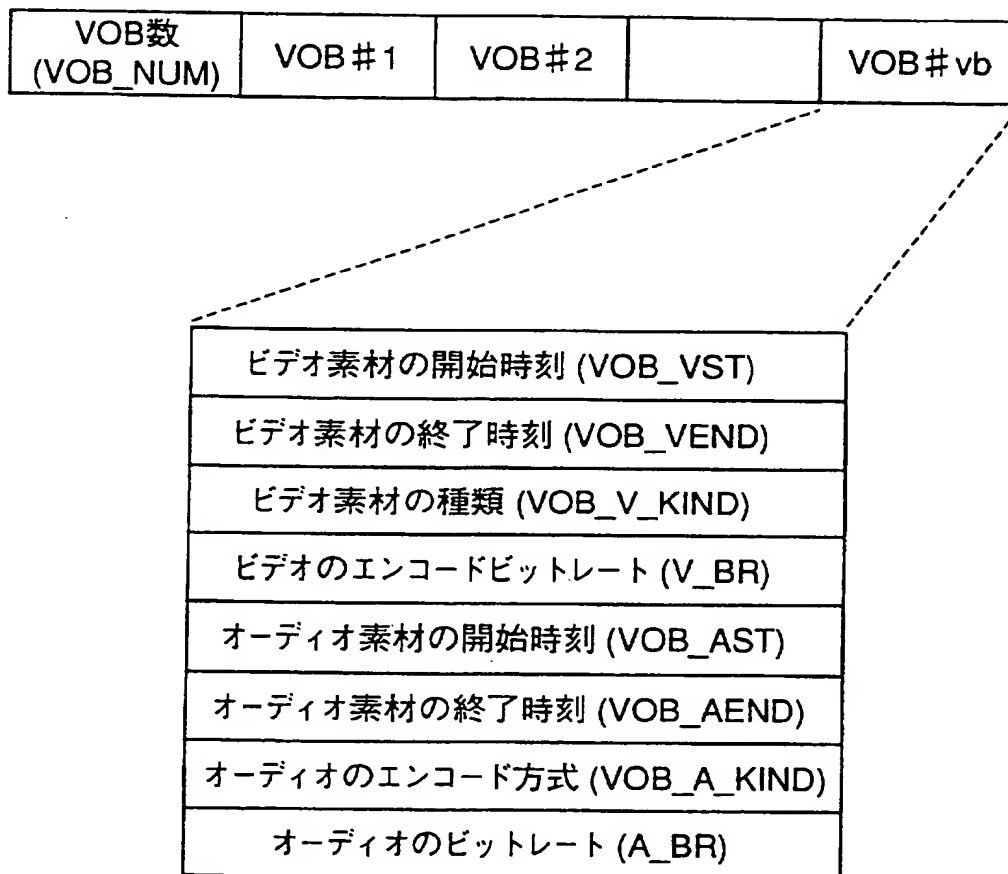 VOB数
(VOB_NUM)
VOB#1
VOB#2
VOB#vb
ビデオ素材の開始時刻 (VOB_VST)
ビデオ素材の終了時刻 (VOB_VEND)
ビデオ素材の種類 (VOB_V_KIND)
ビデオのエンコードビットレート (V_BR)
オーディオ素材の開始時刻 (VOB_AST)
オーディオ素材の終了時刻 (VOB_AEND)
オーディオのエンコード方式 (VOB_A_KIND)
オーディオのビットレート (A_BR)